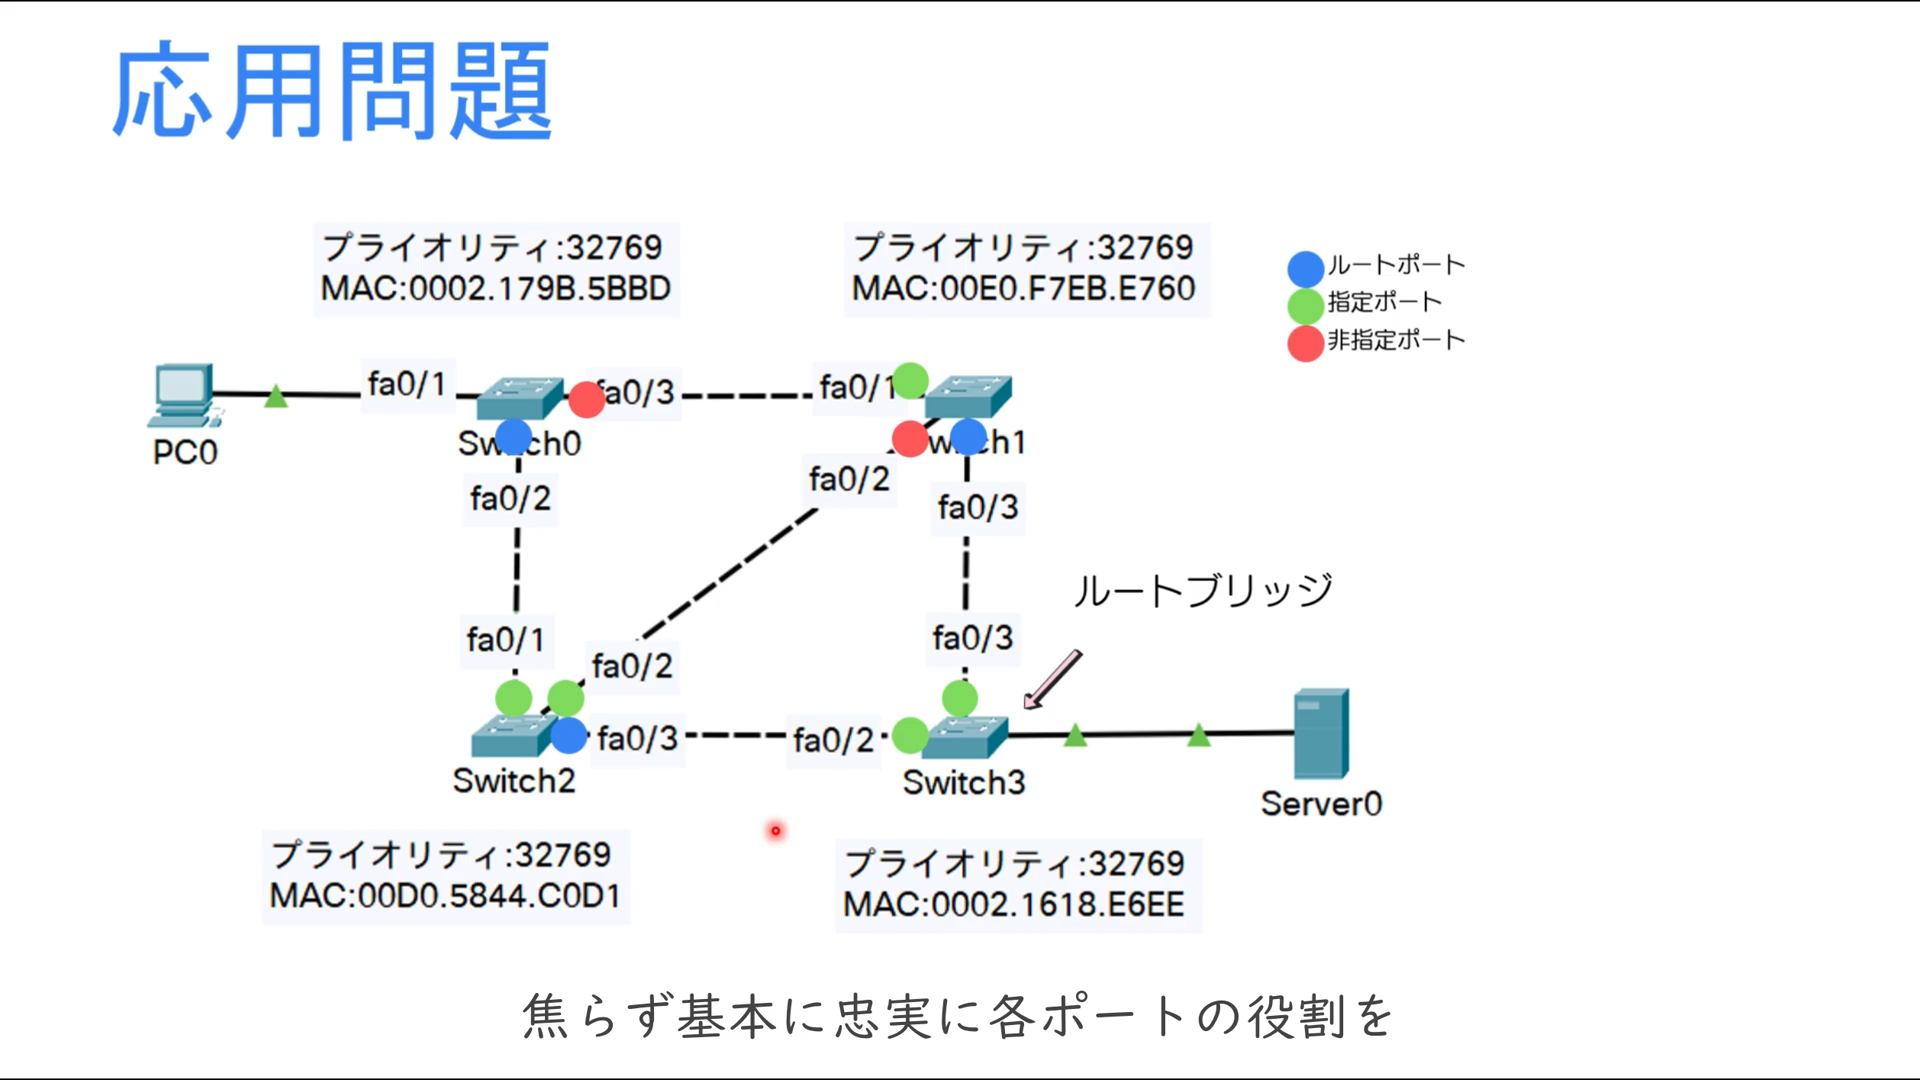 応用問題
プライオリティ:32769
MAC:0002.179B.5BBD
プライオリティ:32769
MAC:00E0.F7EB.E760
ルートポート
指定ポート
非指定ポート
fa0/1
fa0/3
fa0/1
PC0
Switch0
Switch1
fa0/2
fa0/2
fa0/3
ルートブリッジ
fa0/1
fa0/2
fa0/3
fa0/3
fa0/2
Switch2
Switch3
Server0
プライオリティ:32769
MAC:00D0.5844.C0D1
プライオリティ:32769
MAC:0002.1618.E6EE
焦らず基本に忠実に各ポートの役割を